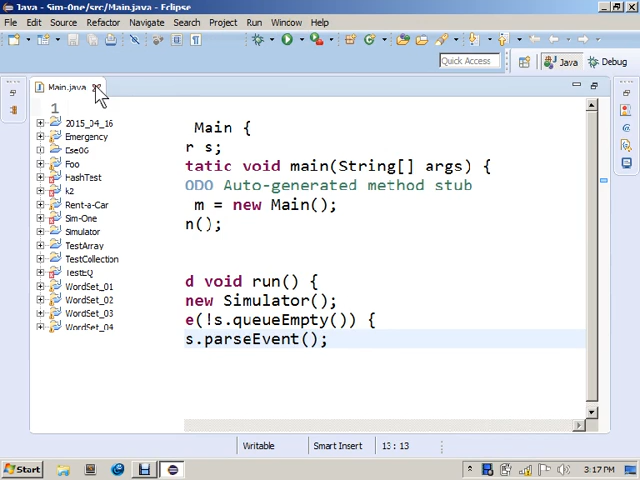 Java - Sim-One/src/Main.java - Eclipse
File Edit Source Refactor Navigate Search Project Run Window Help
Quick Access Java Debug
Main.java
1
2015_04_16
Emergency
Foo
HashTest
k2
Rent-a-Car
Sim-One
Simulator
TestArray
TestCollection
TestEQ
WordSet_01
WordSet_02
WordSet_03
WordSet_04
Main {
r s;
tatic void main(String[] args) {
ODO Auto-generated method stub
m = new Main();
n();
d void run() {
new Simulator();
e(!s.queueEmpty()) {
s.parseEvent();
Writable Smart Insert 13 : 13
Start 3:17 PM